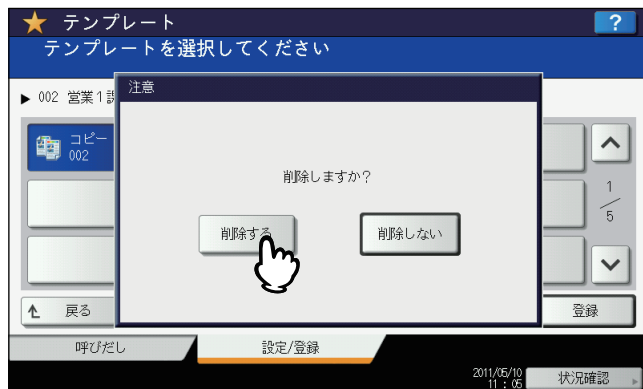 テンプレート
?
テンプレートを選択してください
002 営業1課
注意
コピー
002
削除しますか?
1
5
削除する
削除しない
戻る
登録
呼びだし
設定/登録
2011/05/10
11 : 05
状況確認